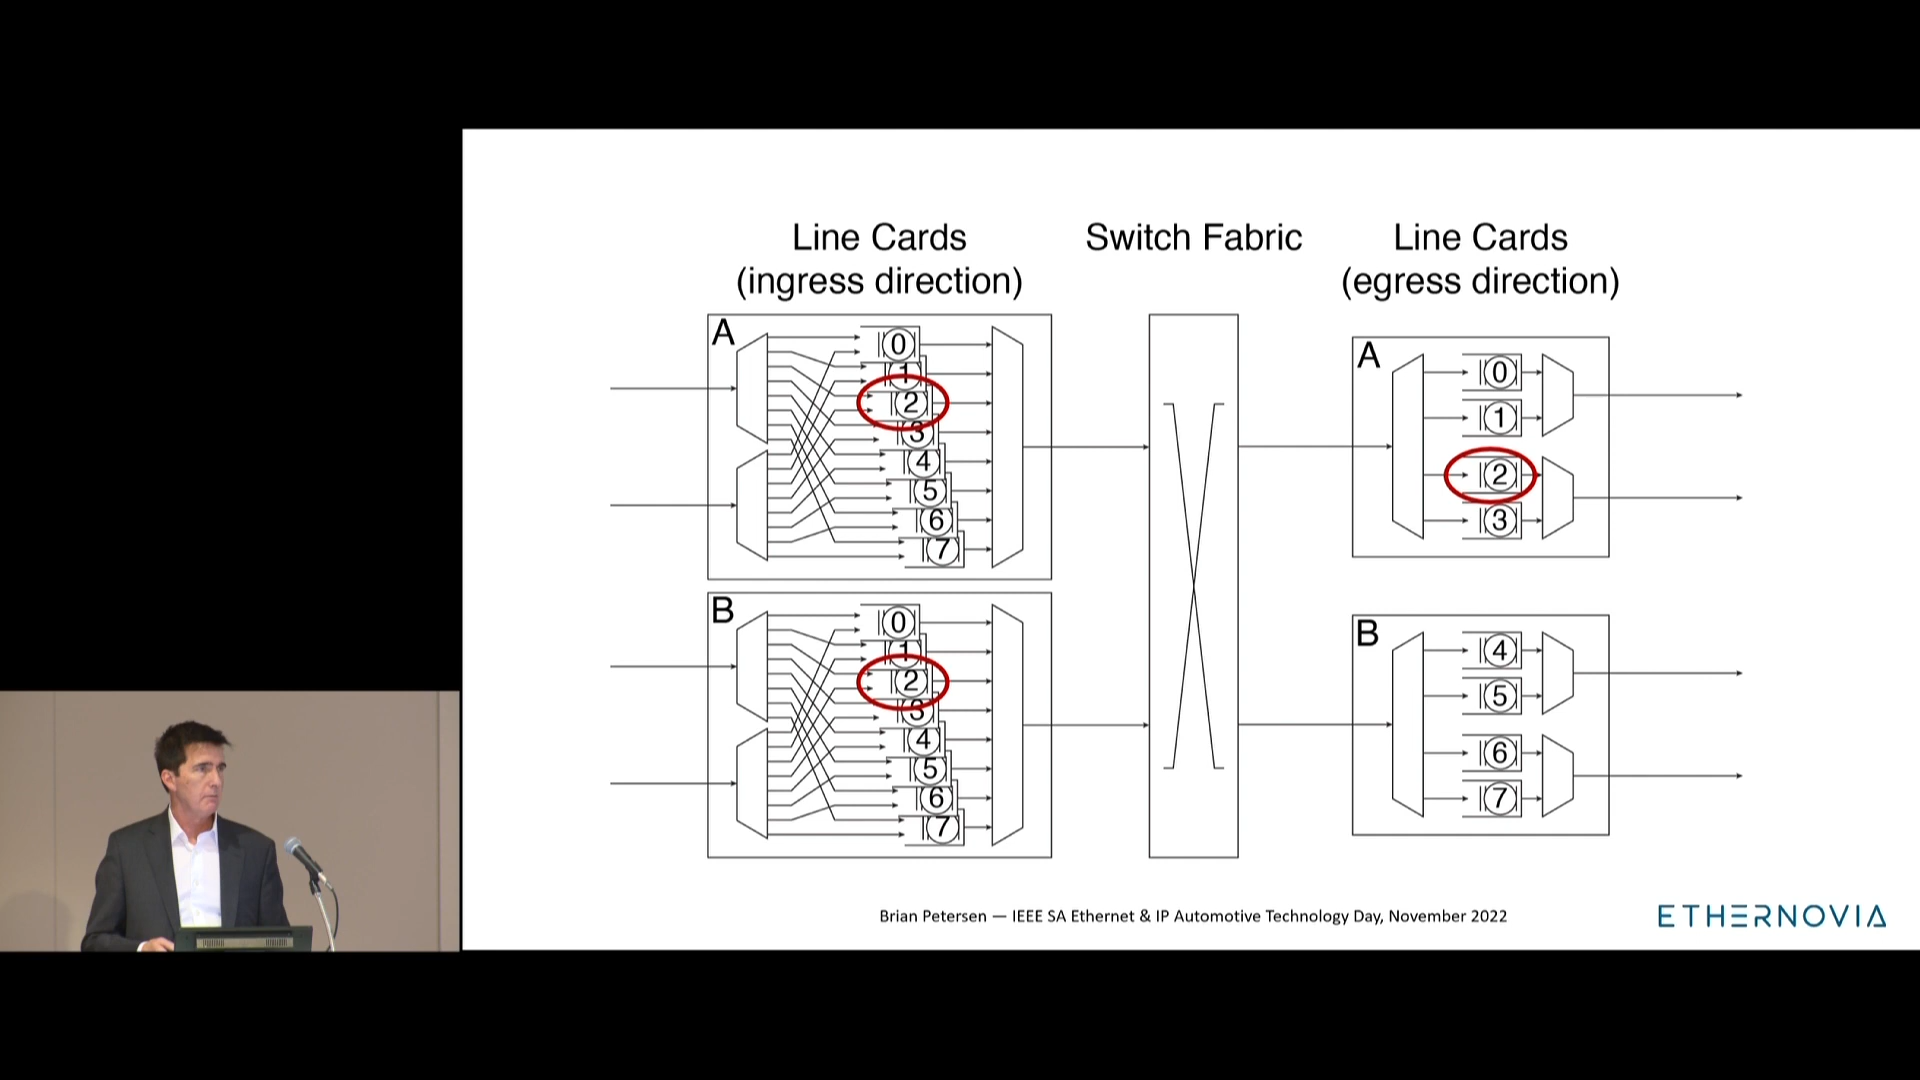 Line Cards
(ingress direction)
Switch Fabric
Line Cards
(egress direction)
A
0
1
2
3
4
5
6
7
B
0
1
2
3
4
5
6
7
A
0
1
2
3
B
4
5
6
7
Brian Petersen — IEEE SA Ethernet & IP Automotive Technology Day, November 2022
ETHERNOVIA